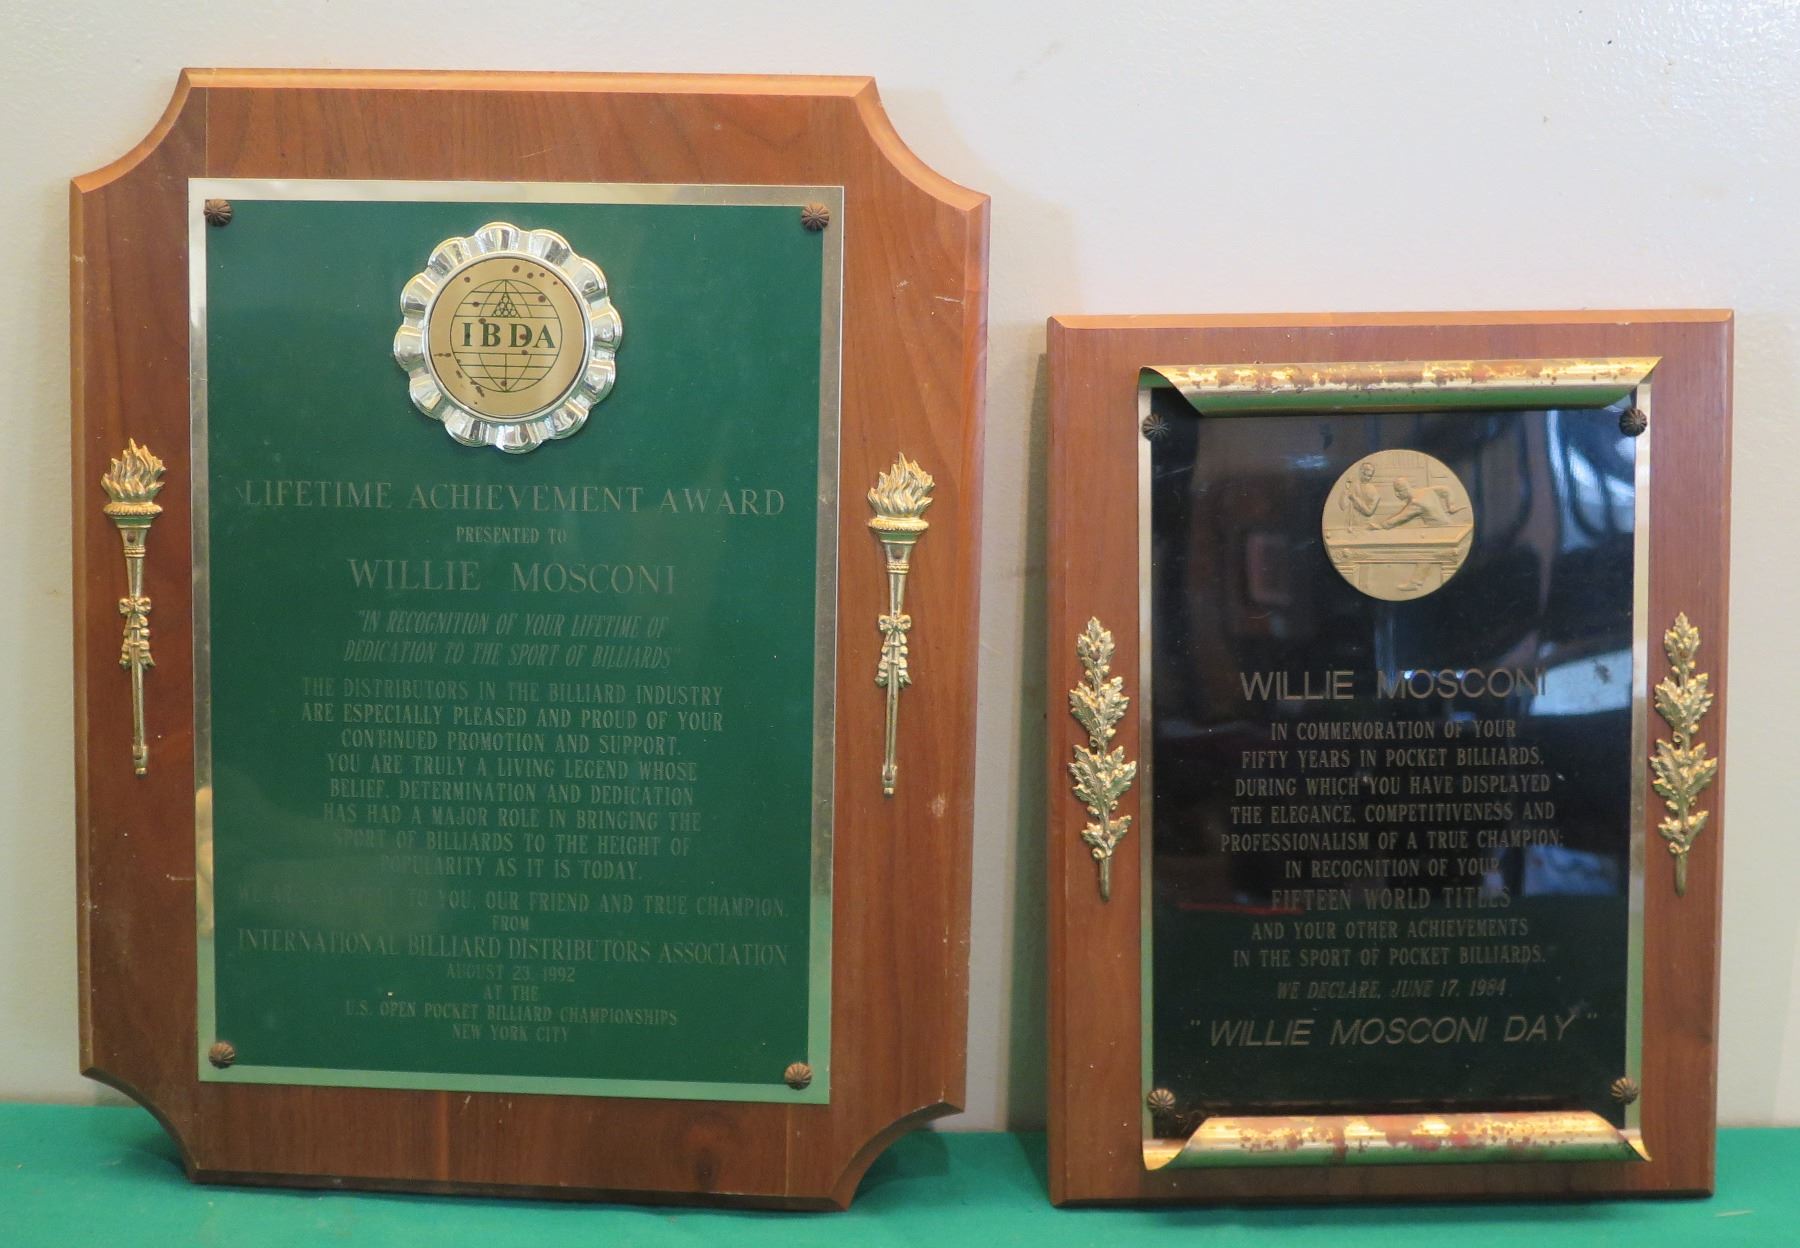 IBDA
LIFETIME ACHIEVEMENT AWARD
PRESENTED TO
WILLIE MOSCONI
"IN RECOGNITION OF YOUR LIFETIME OF
DEDICATION TO THE SPORT OF BILLIARDS"
THE DISTRIBUTORS IN THE BILLIARD INDUSTRY
ARE ESPECIALLY PLEASED AND PROUD OF YOUR
CONTINUED PROMOTION AND SUPPORT.
YOU ARE TRULY A LIVING LEGEND WHOSE
BELIEF, DETERMINATION AND DEDICATION
HAS HAD A MAJOR ROLE IN BRINGING THE
SPORT OF BILLIARDS TO THE HEIGHT OF
POPULARITY AS IT IS TODAY.
TO YOU, OUR FRIEND AND TRUE CHAMPION.
FROM
INTERNATIONAL BILLIARD DISTRIBUTORS ASSOCIATION
AUGUST 23, 1992
AT THE
U.S. OPEN POCKET BILLIARD CHAMPIONSHIPS
NEW YORK CITY
WILLIE MOSCONI
IN COMMEMORATION OF YOUR
FIFTY YEARS IN POCKET BILLIARDS,
DURING WHICH YOU HAVE DISPLAYED
THE ELEGANCE, COMPETITIVENESS AND
PROFESSIONALISM OF A TRUE CHAMPION;
IN RECOGNITION OF YOUR
FIFTEEN WORLD TITLES
AND YOUR OTHER ACHIEVEMENTS
IN THE SPORT OF POCKET BILLIARDS.
WE DECLARE, JUNE 17, 1984
"WILLIE MOSCONI DAY"